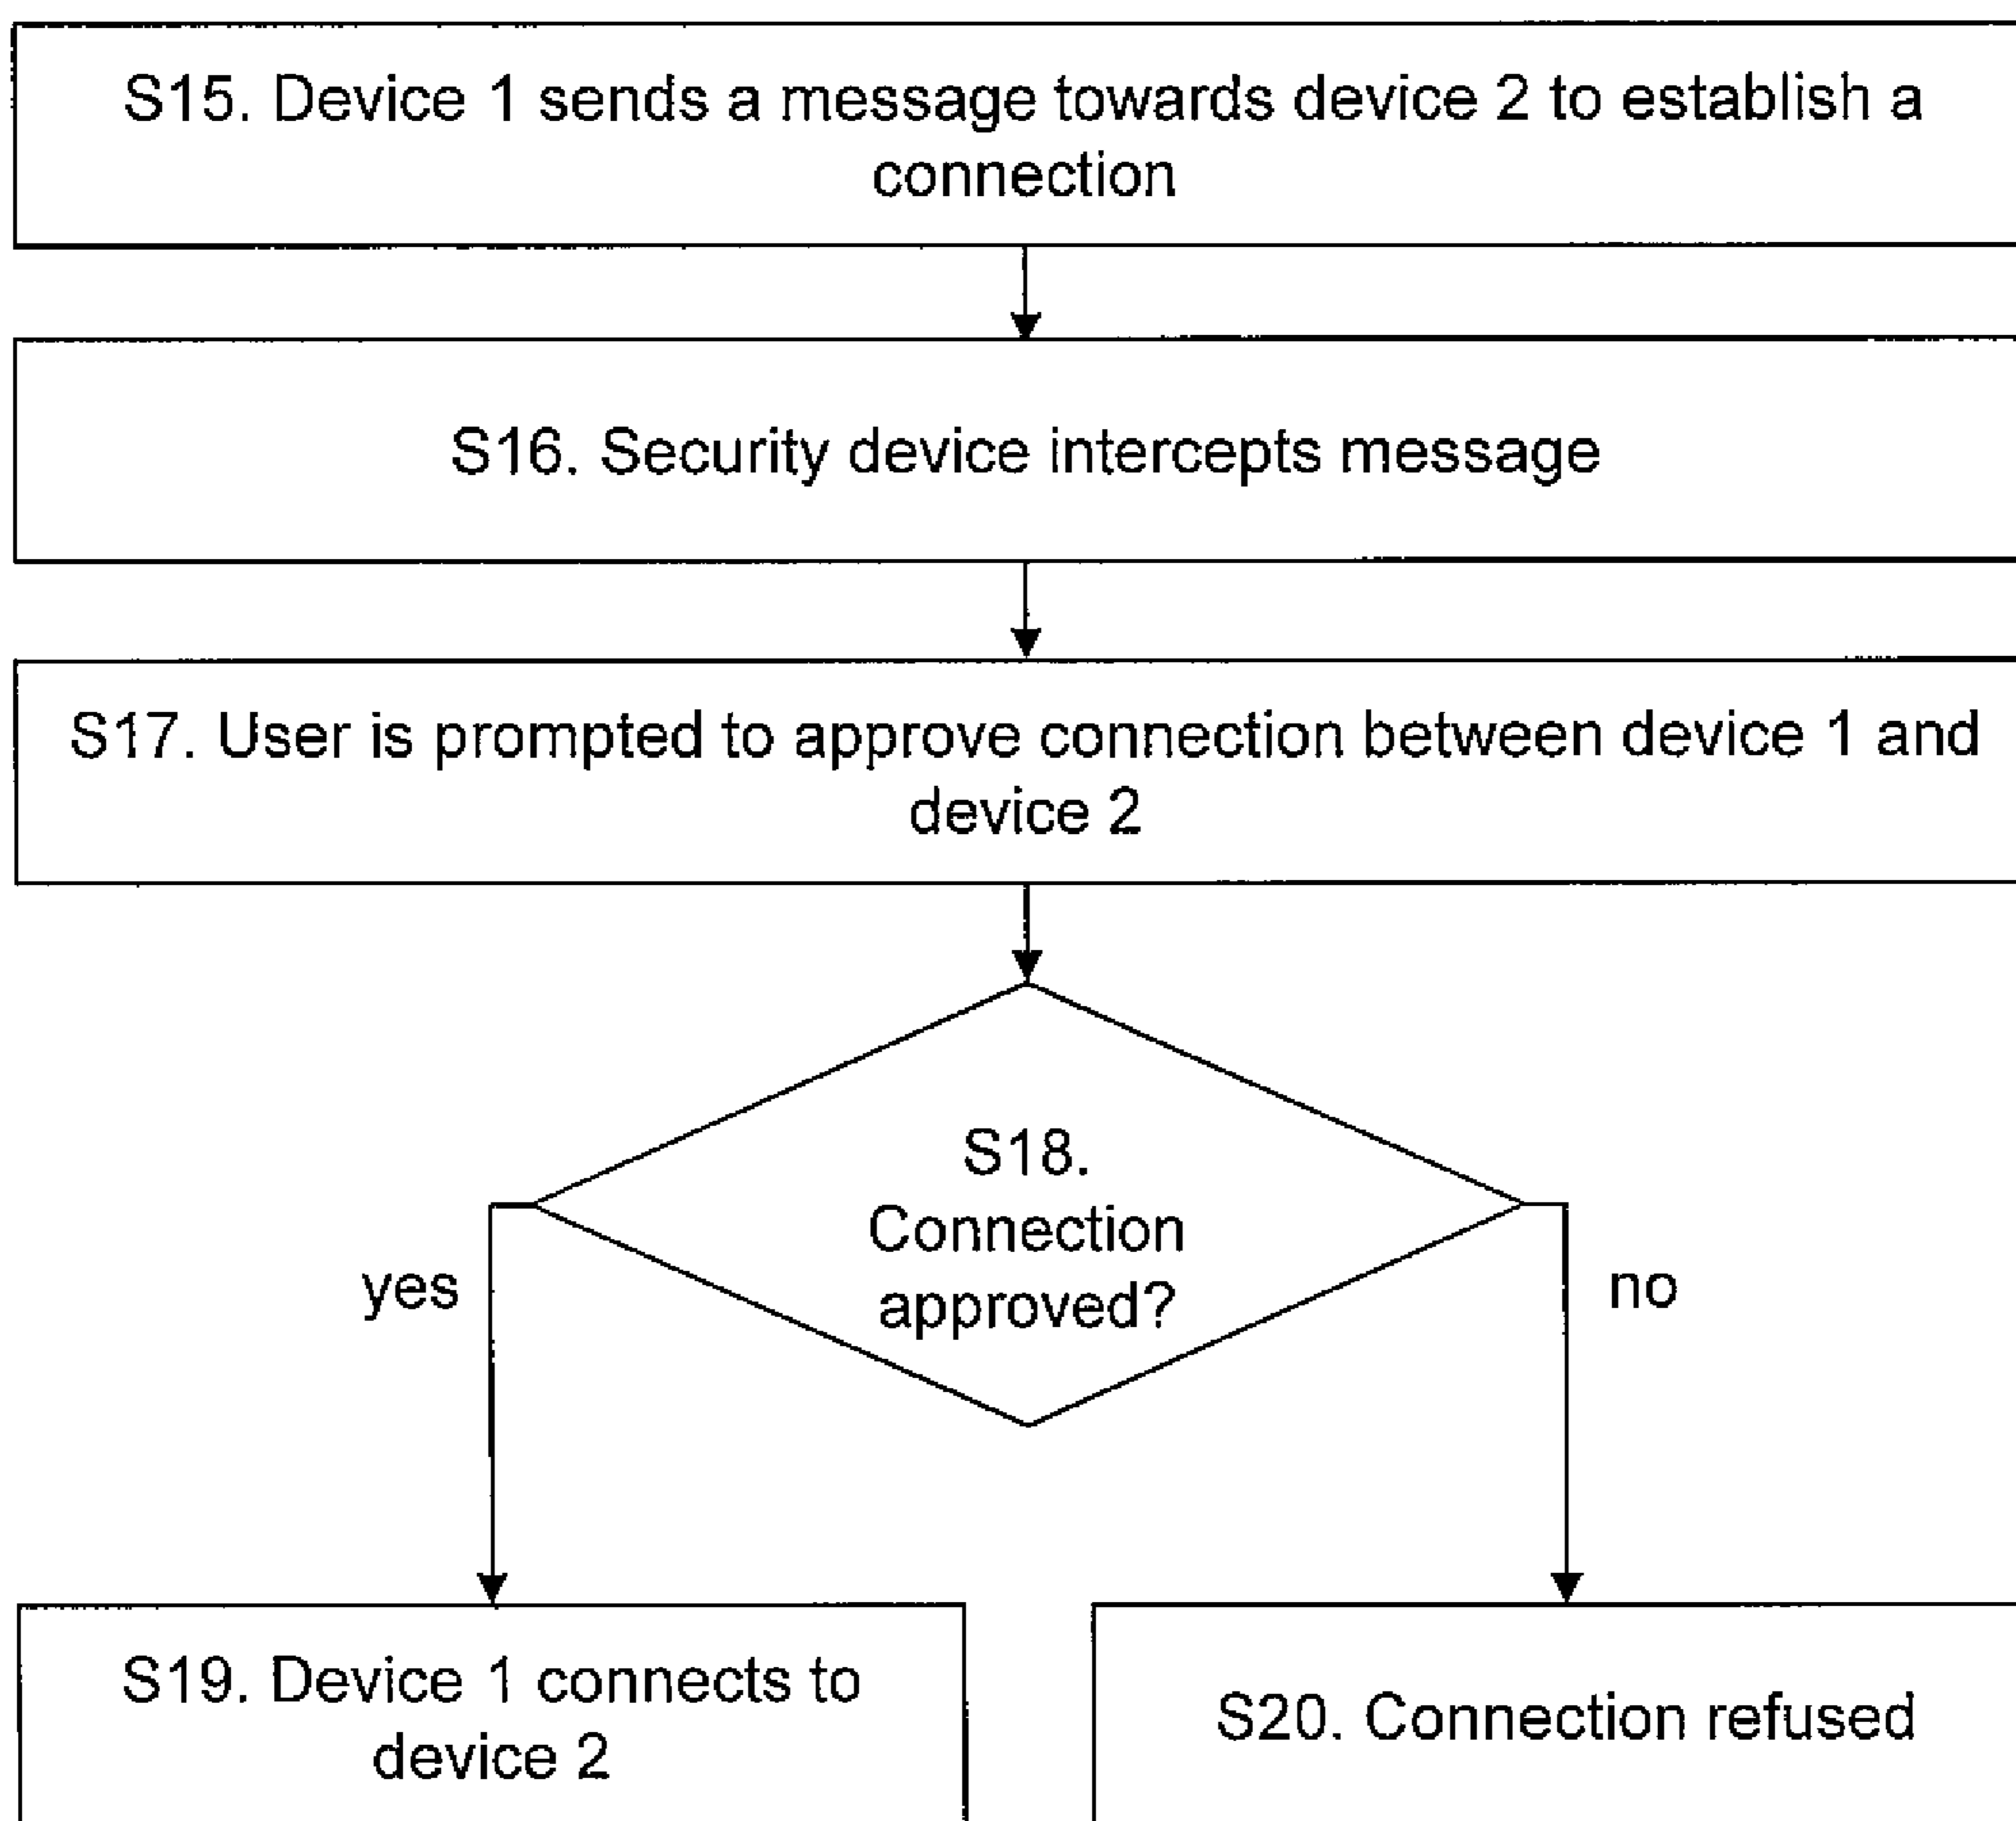 S15. Device 1 sends a message towards device 2 to establish a
connection
S16. Security device intercepts message
S17. User is prompted to approve connection between device 1 and
device 2
S18.
Connection
approved?
yes
no
S19. Device 1 connects to
device 2
S20. Connection refused